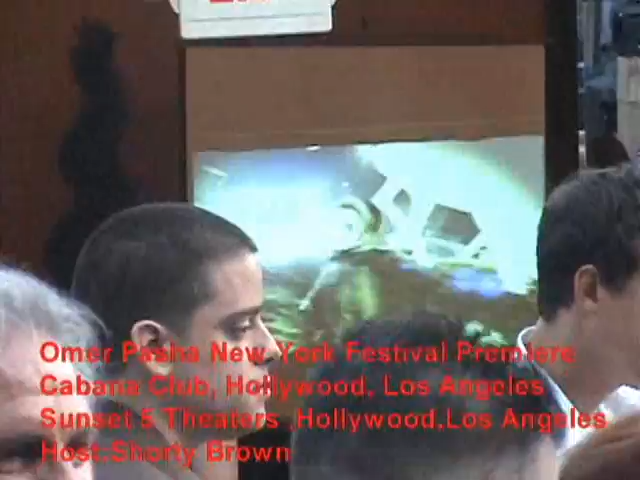 Omer Pasha New York Festival Premiere
Cabana Club, Hollywood, Los Angeles
Sunset 5 Theaters ,Hollywood,Los Angeles
Host:Shorty Brown